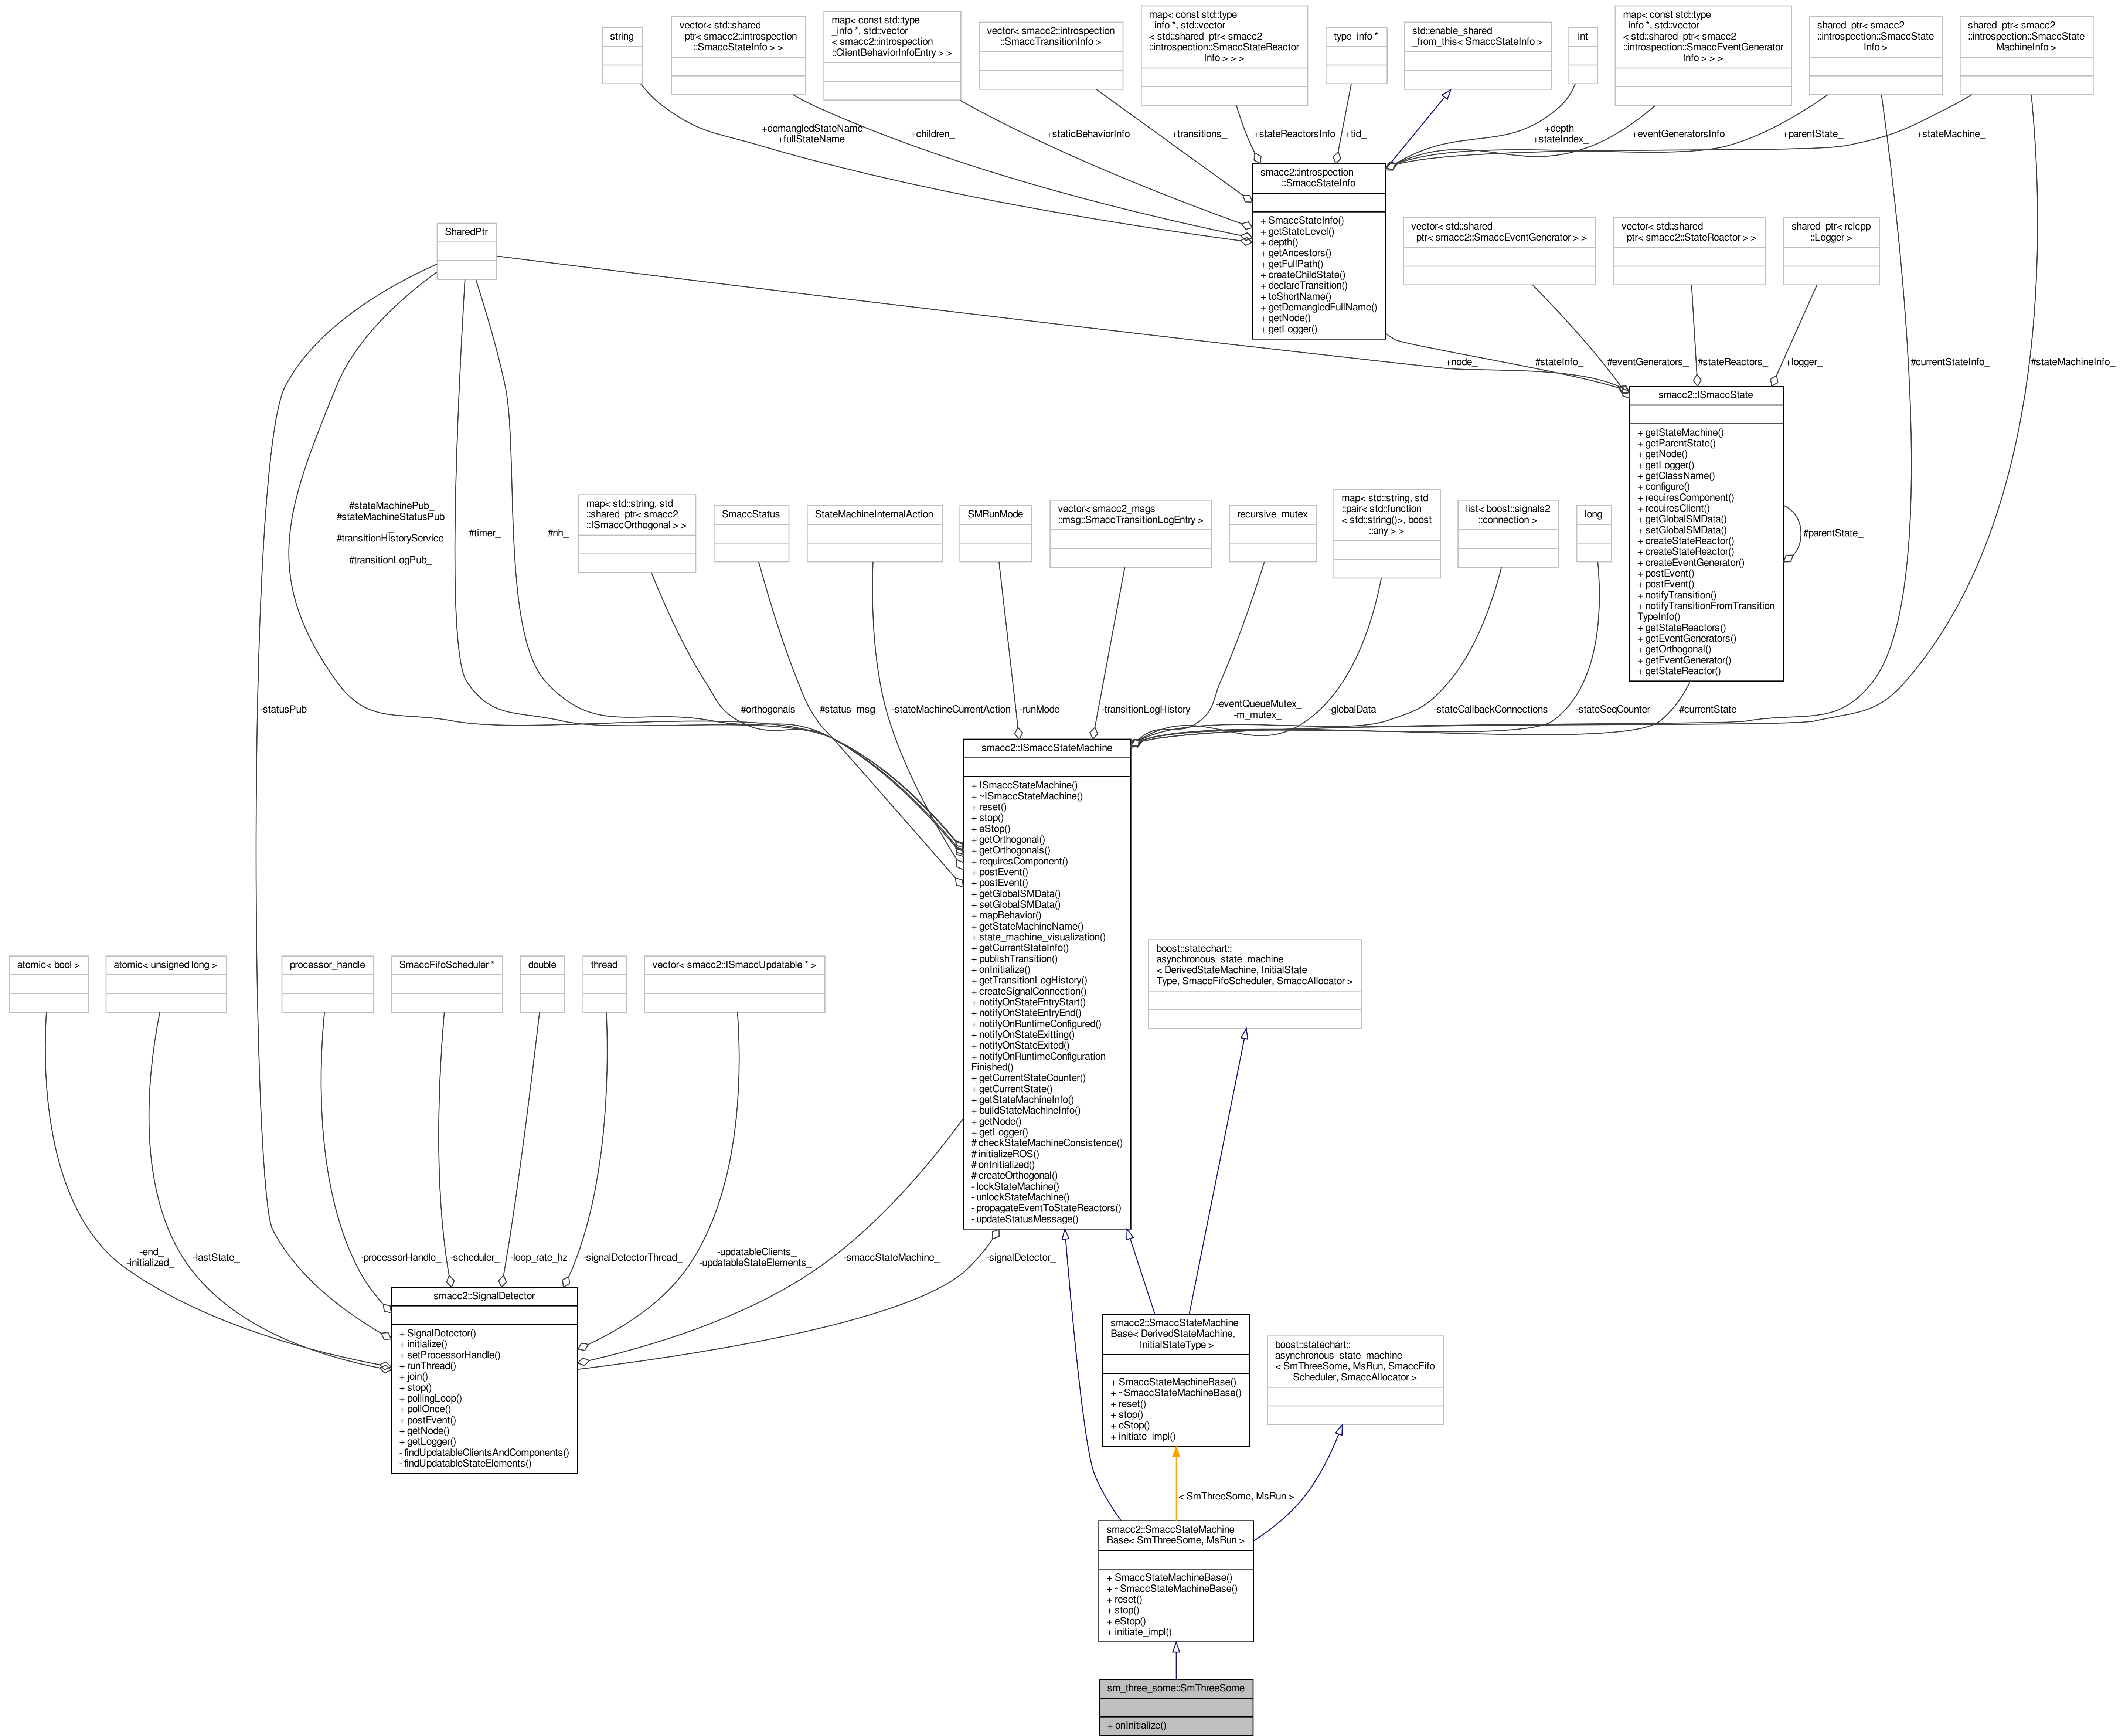 string
vector< std::shared
_ptr< smacc2::introspection
::SmaccStateInfo > >
map< const std::type
_info *, std::vector
< smacc2::introspection
::ClientBehaviorInfoEntry > >
vector< smacc2::introspection
::SmaccTransitionInfo >
map< const std::type
_info *, std::vector
< std::shared_ptr< smacc2
::introspection::SmaccStateReactor
Info > > >
type_info *
std::enable_shared
_from_this< SmaccStateInfo >
int
map< const std::type
_info *, std::vector
< std::shared_ptr< smacc2
::introspection::SmaccEventGenerator
Info > > >
shared_ptr< smacc2
::introspection::SmaccState
Info >
shared_ptr< smacc2
::introspection::SmaccState
MachineInfo >
+demangledStateName
+fullStateName
+children_
+staticBehaviorInfo
+transitions_
+stateReactorsInfo
+tid_
+depth_
+stateIndex_
+eventGeneratorsInfo
+parentState_
+stateMachine_
smacc2::introspection
::SmaccStateInfo
+ SmaccStateInfo()
+ getStateLevel()
+ depth()
+ getAncestors()
+ getFullPath()
+ createChildState()
+ declareTransition()
+ toShortName()
+ getDemangledFullName()
+ getNode()
+ getLogger()
SharedPtr
vector< std::shared
_ptr< smacc2::SmaccEventGenerator > >
vector< std::shared
_ptr< smacc2::StateReactor > >
shared_ptr< rclcpp
::Logger >
+node_
#stateInfo_
#eventGenerators_
#stateReactors_
+logger_
#currentStateInfo_
#stateMachineInfo_
smacc2::ISmaccState
+ getStateMachine()
+ getParentState()
+ getNode()
+ getLogger()
+ getClassName()
+ configure()
+ requiresComponent()
+ requiresClient()
+ getGlobalSMData()
+ setGlobalSMData()
+ createStateReactor()
+ createStateReactor()
+ createEventGenerator()
+ postEvent()
+ postEvent()
+ notifyTransition()
+ notifyTransitionFromTransition
TypeInfo()
+ getStateReactors()
+ getEventGenerators()
+ getOrthogonal()
+ getEventGenerator()
+ getStateReactor()
#parentState_
#stateMachinePub_
#stateMachineStatusPub
_
#transitionHistoryService
_
#transitionLogPub_
#timer_
#nh_
map< std::string, std
::shared_ptr< smacc2
::ISmaccOrthogonal > >
SmaccStatus
StateMachineInternalAction
SMRunMode
vector< smacc2_msgs
::msg::SmaccTransitionLogEntry >
recursive_mutex
map< std::string, std
::pair< std::function
< std::string()>, boost
::any > >
list< boost::signals2
::connection >
long
-statusPub_
#orthogonals_
#status_msg_
-stateMachineCurrentAction
-runMode_
-transitionLogHistory_
-eventQueueMutex_
-m_mutex_
-globalData_
-stateCallbackConnections
-stateSeqCounter_
#currentState_
smacc2::ISmaccStateMachine
+ ISmaccStateMachine()
+ ~ISmaccStateMachine()
+ reset()
+ stop()
+ eStop()
+ getOrthogonal()
+ getOrthogonals()
+ requiresComponent()
+ postEvent()
+ postEvent()
+ getGlobalSMData()
+ setGlobalSMData()
+ mapBehavior()
+ getStateMachineName()
+ state_machine_visualization()
+ getCurrentStateInfo()
+ publishTransition()
+ onInitialize()
+ getTransitionLogHistory()
+ createSignalConnection()
+ notifyOnStateEntryStart()
+ notifyOnStateEntryEnd()
+ notifyOnRuntimeConfigured()
+ notifyOnStateExitting()
+ notifyOnStateExited()
+ notifyOnRuntimeConfiguration
Finished()
+ getCurrentStateCounter()
+ getCurrentState()
+ getStateMachineInfo()
+ buildStateMachineInfo()
+ getNode()
+ getLogger()
# checkStateMachineConsistence()
# initializeROS()
# onInitialized()
# createOrthogonal()
- lockStateMachine()
- unlockStateMachine()
- propagateEventToStateReactors()
- updateStatusMessage()
atomic< bool >
atomic< unsigned long >
processor_handle
SmaccFifoScheduler *
double
thread
vector< smacc2::ISmaccUpdatable * >
boost::statechart::
asynchronous_state_machine
< DerivedStateMachine, InitialState
Type, SmaccFifoScheduler, SmaccAllocator >
-end_
-initialized_
-lastState_
-processorHandle_
-scheduler_
-loop_rate_hz
-signalDetectorThread_
-updatableClients_
-updatableStateElements_
-smaccStateMachine_
-signalDetector_
smacc2::SignalDetector
+ SignalDetector()
+ initialize()
+ setProcessorHandle()
+ runThread()
+ join()
+ stop()
+ pollingLoop()
+ pollOnce()
+ postEvent()
+ getNode()
+ getLogger()
- findUpdatableClientsAndComponents()
- findUpdatableStateElements()
smacc2::SmaccStateMachine
Base< DerivedStateMachine,
InitialStateType >
+ SmaccStateMachineBase()
+ ~SmaccStateMachineBase()
+ reset()
+ stop()
+ eStop()
+ initiate_impl()
boost::statechart::
asynchronous_state_machine
< SmThreeSome, MsRun, SmaccFifo
Scheduler, SmaccAllocator >
< SmThreeSome, MsRun >
smacc2::SmaccStateMachine
Base< SmThreeSome, MsRun >
+ SmaccStateMachineBase()
+ ~SmaccStateMachineBase()
+ reset()
+ stop()
+ eStop()
+ initiate_impl()
sm_three_some::SmThreeSome
+ onInitialize()